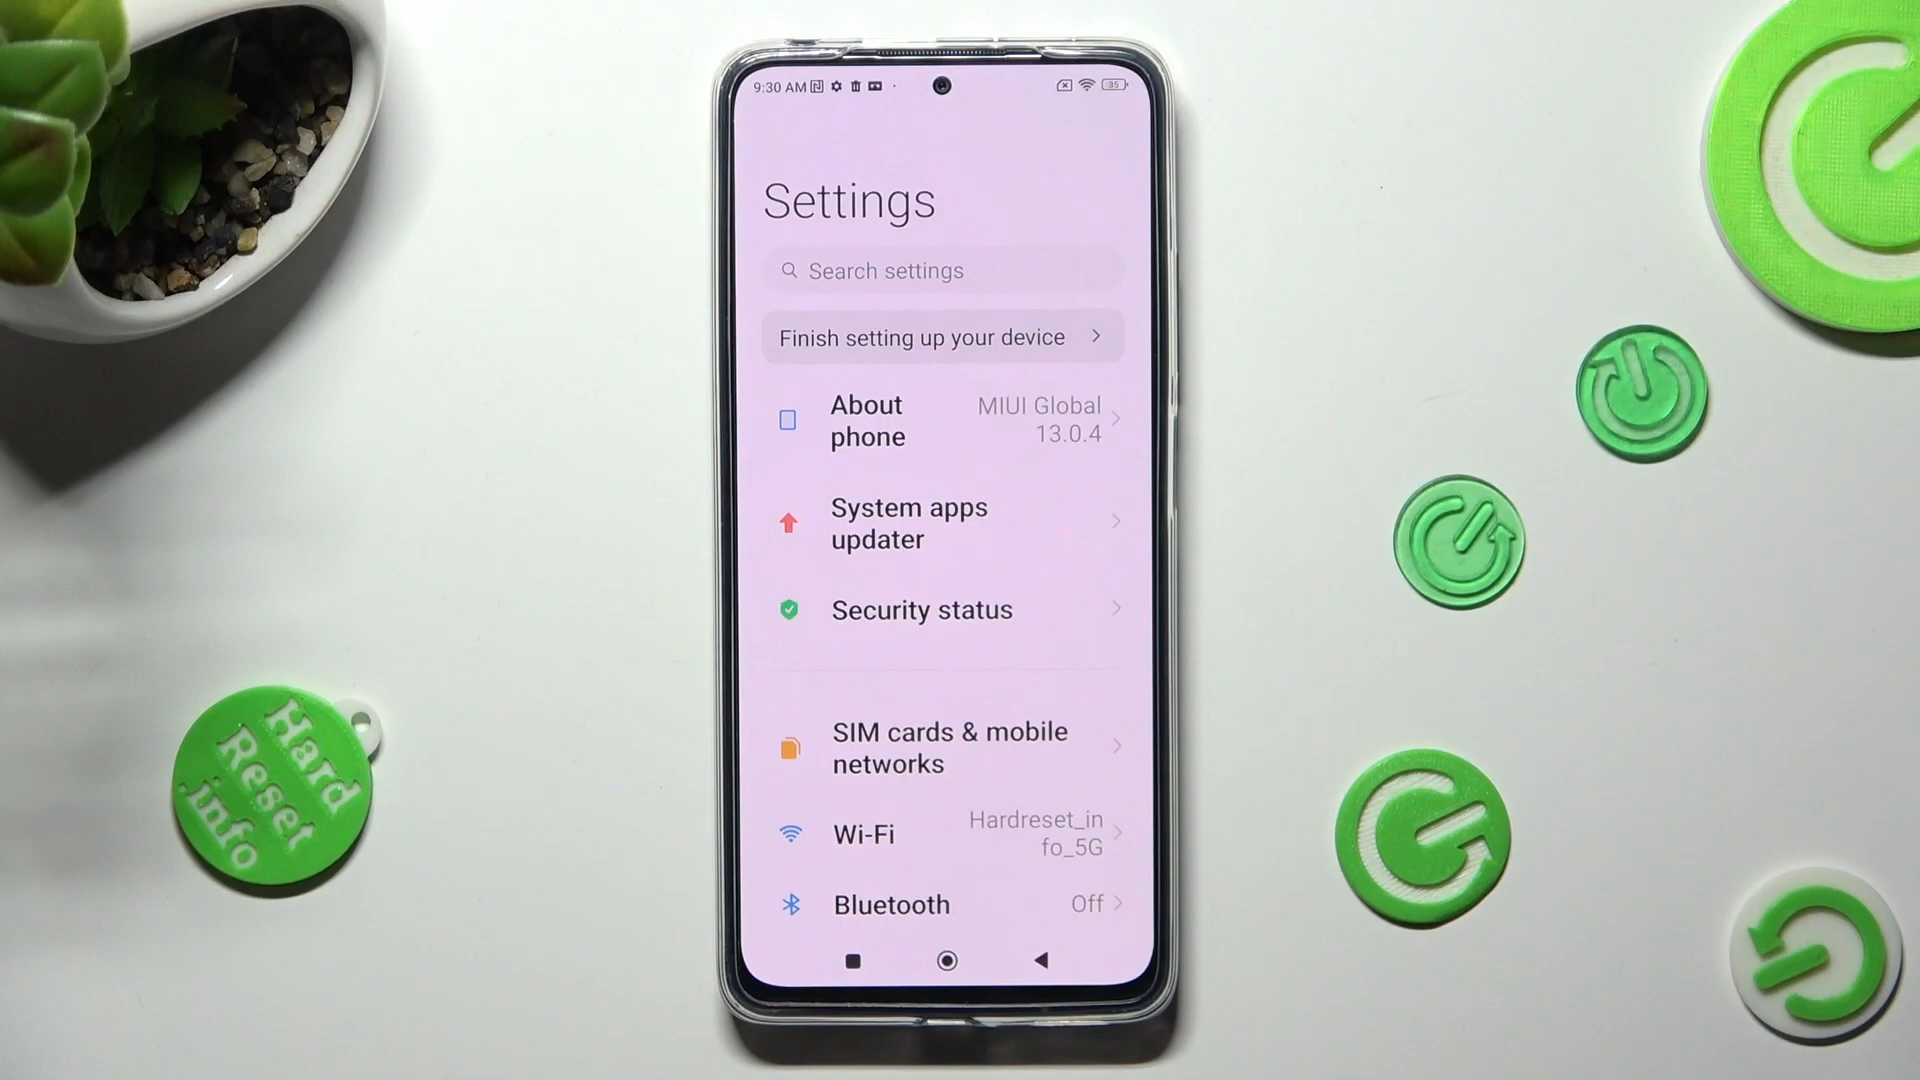 9:30 AM
35
Settings
Search settings
Finish setting up your device
About
phone
MIUI Global
13.0.4
System apps
updater
Security status
SIM cards & mobile
networks
Wi-Fi
Hardreset_in
fo_5G
Bluetooth
Off
Hard
Reset
.info